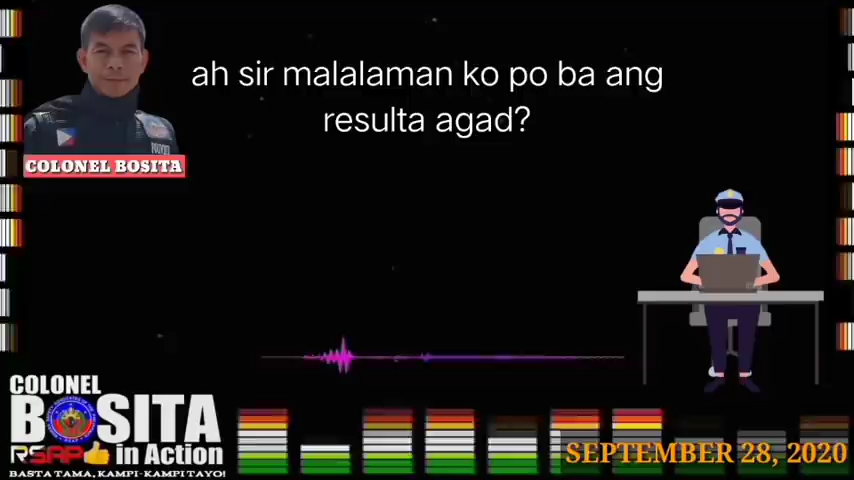 ah sir malalaman ko po ba ang
resulta agad?
COLONEL BOSITA
COLONEL
BOSITA
RSAP in Action
BASTA TAMA, KAMPI-KAMPI TAYO!
SEPTEMBER 28, 2020